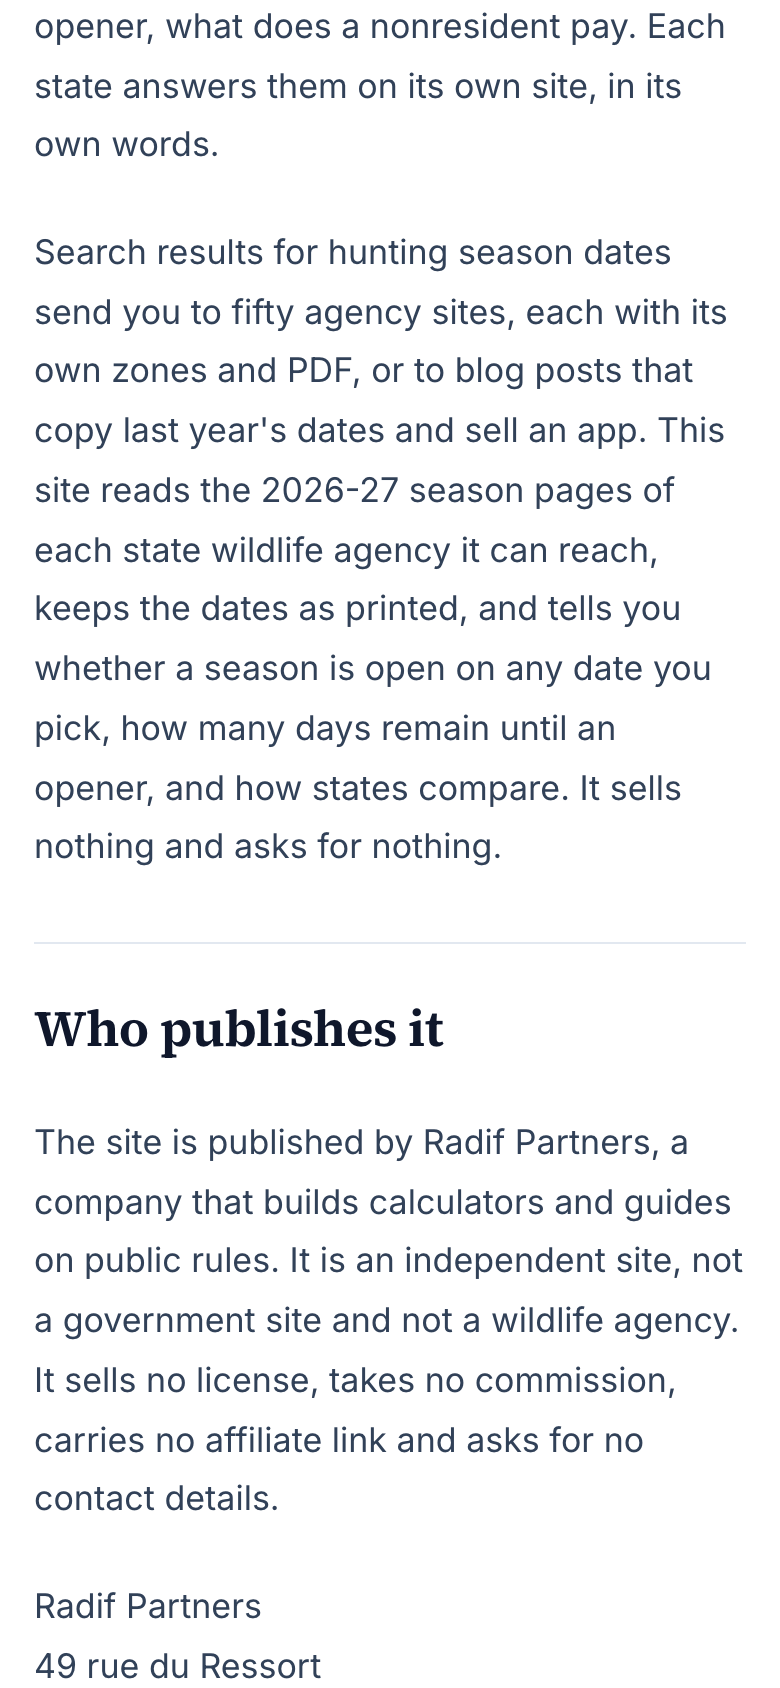 opener, what does a nonresident pay. Each
state answers them on its own site, in its
own words.
Search results for hunting season dates
send you to fifty agency sites, each with its
own zones and PDF, or to blog posts that
copy last year's dates and sell an app. This
site reads the 2026-27 season pages of
each state wildlife agency it can reach,
keeps the dates as printed, and tells you
whether a season is open on any date you
pick, how many days remain until an
opener, and how states compare. It sells
nothing and asks for nothing.
Who publishes it
The site is published by Radif Partners, a
company that builds calculators and guides
on public rules. It is an independent site, not
a government site and not a wildlife agency.
It sells no license, takes no commission,
carries no affiliate link and asks for no
contact details.
Radif Partners
49 rue du Ressort